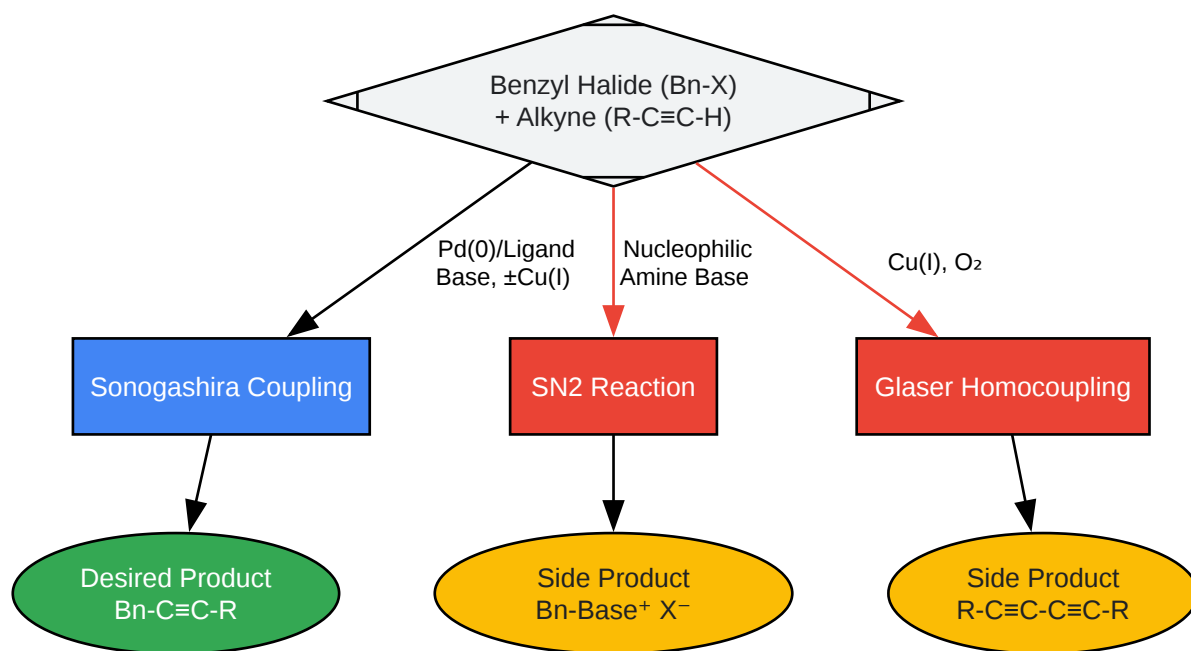 Benzyl Halide (Bn-X)
+ Alkyne (R-C≡C-H)
Pd(0)/Ligand
Base, ±Cu(I)
Nucleophilic
Amine Base
Cu(I), O₂
Sonogashira Coupling
SN2 Reaction
Glaser Homocoupling
Desired Product
Bn-C≡C-R
Side Product
Bn-Base⁺ X⁻
Side Product
R-C≡C-C≡C-R